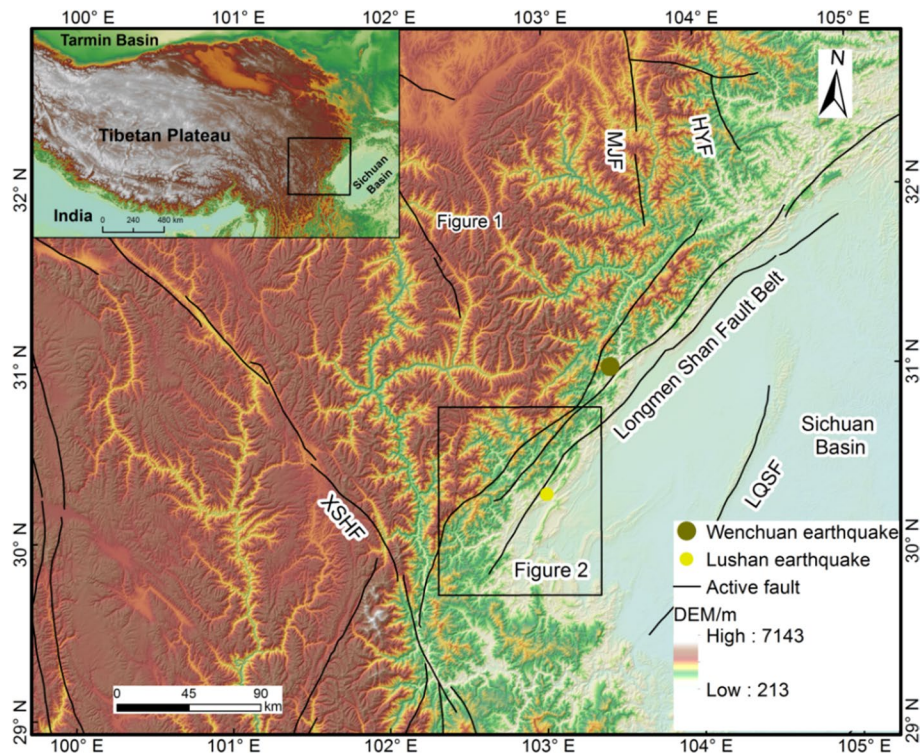 100° E
101° E
102° E
103° E
104° E
105° E
Tarmin Basin
Tibetan Plateau
Sichuan
Basin
India
0 240 480 km
N
MJF
HYF
32° N
32° N
Figure 1
31° N
31° N
Longmen Shan Fault Belt
Sichuan
Basin
LQSF
XSHF
30° N
30° N
Figure 2
Wenchuan earthquake
Lushan earthquake
Active fault
DEM/m
High : 7143
Low : 213
0 45 90
km
29° N
29° N
100° E
101° E
102° E
103° E
104° E
105° E